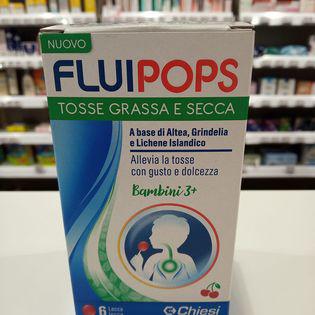 NUOVO
FLUIPOPS
TOSSE GRASSA E SECCA
A base di Altea, Grindelia
e Lichene Islandico
Allevia la tosse
con gusto e dolcezza
Bambini 3+
6 Lecca
Chiesi